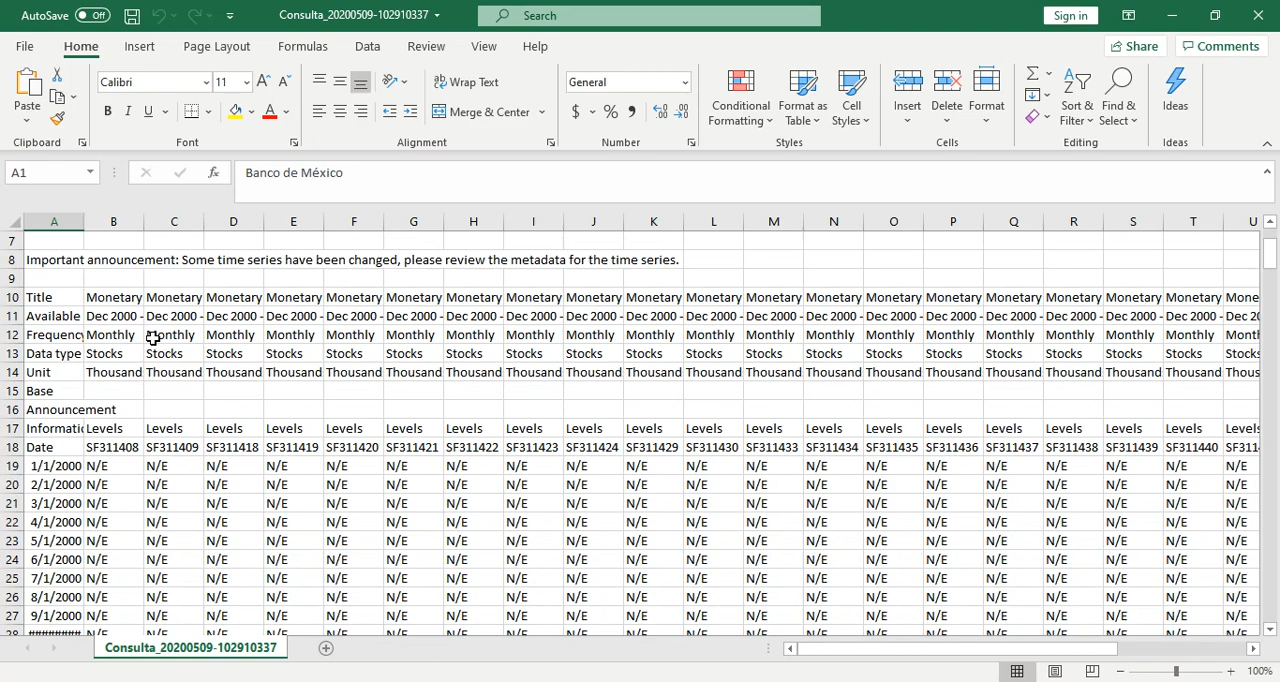 AutoSave Off Consulta_20200509-102910337 Search Sign in
File Home Insert Page Layout Formulas Data Review View Help Share Comments
Paste Calibri 11 Wrap Text General Conditional Formatting Format as Table Cell Styles Insert Delete Format Sort & Filter Find & Select Ideas
Merge & Center
Clipboard Font Alignment Number Styles Cells Editing Ideas
A1 fx Banco de México
A B C D E F G H I J K L M N O P Q R S T U
7
8 Important announcement: Some time series have been changed, please review the metadata for the time series.
9
10 Title Monetary Monetary Monetary Monetary Monetary Monetary Monetary Monetary Monetary Monetary Monetary Monetary Monetary Monetary Monetary Monetary Monetary Monetary Monetary Mone
11 Available Dec 2000 - Dec 2000 - Dec 2000 - Dec 2000 - Dec 2000 - Dec 2000 - Dec 2000 - Dec 2000 - Dec 2000 - Dec 2000 - Dec 2000 - Dec 2000 - Dec 2000 - Dec 2000 - Dec 2000 - Dec 2000 - Dec 2000 - Dec 2000 - Dec 2000 - Dec 20
12 Frequency Monthly Monthly Monthly Monthly Monthly Monthly Monthly Monthly Monthly Monthly Monthly Monthly Monthly Monthly Monthly Monthly Monthly Monthly Monthly Month
13 Data type Stocks Stocks Stocks Stocks Stocks Stocks Stocks Stocks Stocks Stocks Stocks Stocks Stocks Stocks Stocks Stocks Stocks Stocks Stocks Stocks
14 Unit Thousand Thousand Thousand Thousand Thousand Thousand Thousand Thousand Thousand Thousand Thousand Thousand Thousand Thousand Thousand Thousand Thousand Thousand Thousand Thous
15 Base
16 Announcement
17 Informatic Levels Levels Levels Levels Levels Levels Levels Levels Levels Levels Levels Levels Levels Levels Levels Levels Levels Levels Levels Levels
18 Date SF311408 SF311409 SF311418 SF311419 SF311420 SF311421 SF311422 SF311423 SF311424 SF311429 SF311430 SF311433 SF311434 SF311435 SF311436 SF311437 SF311438 SF311439 SF311440 SF311
19 1/1/2000 N/E N/E N/E N/E N/E N/E N/E N/E N/E N/E N/E N/E N/E N/E N/E N/E N/E N/E N/E N/E
20 2/1/2000 N/E N/E N/E N/E N/E N/E N/E N/E N/E N/E N/E N/E N/E N/E N/E N/E N/E N/E N/E N/E
21 3/1/2000 N/E N/E N/E N/E N/E N/E N/E N/E N/E N/E N/E N/E N/E N/E N/E N/E N/E N/E N/E N/E
22 4/1/2000 N/E N/E N/E N/E N/E N/E N/E N/E N/E N/E N/E N/E N/E N/E N/E N/E N/E N/E N/E N/E
23 5/1/2000 N/E N/E N/E N/E N/E N/E N/E N/E N/E N/E N/E N/E N/E N/E N/E N/E N/E N/E N/E N/E
24 6/1/2000 N/E N/E N/E N/E N/E N/E N/E N/E N/E N/E N/E N/E N/E N/E N/E N/E N/E N/E N/E N/E
25 7/1/2000 N/E N/E N/E N/E N/E N/E N/E N/E N/E N/E N/E N/E N/E N/E N/E N/E N/E N/E N/E N/E
26 8/1/2000 N/E N/E N/E N/E N/E N/E N/E N/E N/E N/E N/E N/E N/E N/E N/E N/E N/E N/E N/E N/E
27 9/1/2000 N/E N/E N/E N/E N/E N/E N/E N/E N/E N/E N/E N/E N/E N/E N/E N/E N/E N/E N/E N/E
28 ######## N/E N/E N/E N/E N/E N/E N/E N/E N/E N/E N/E N/E N/E N/E N/E N/E N/E N/E N/E N/E
Consulta_20200509-102910337
100%